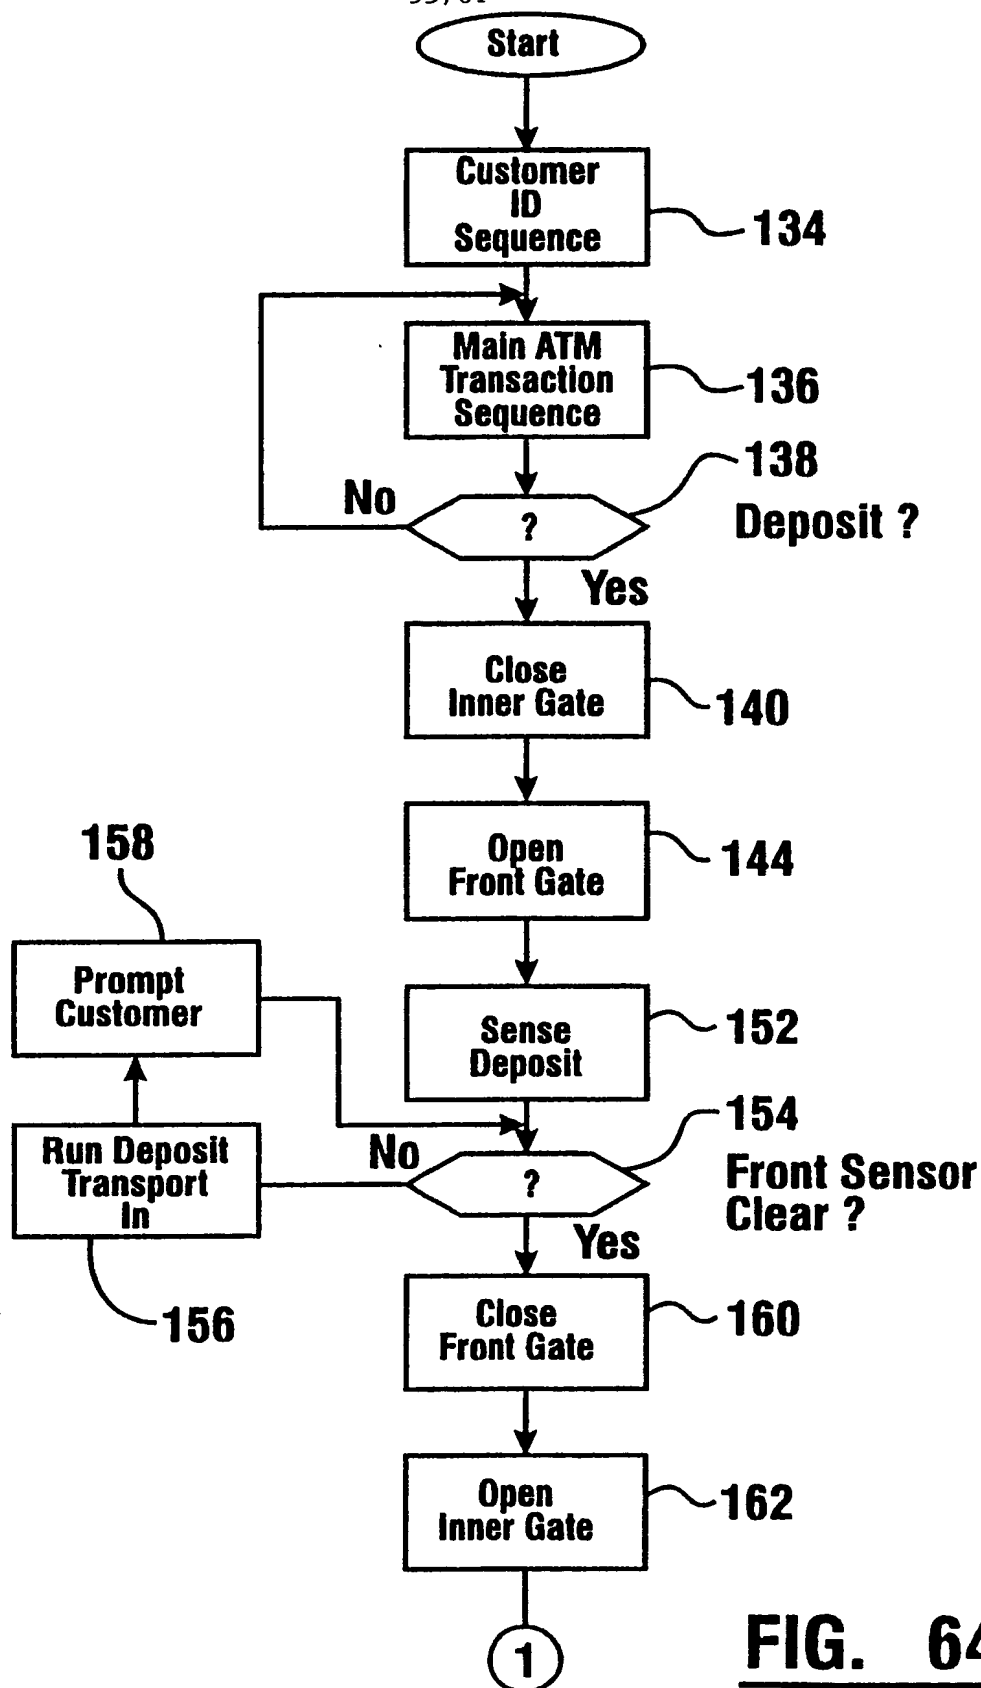 Start
Customer
ID
Sequence
134
Main ATM
Transaction
Sequence
136
138
No
?
Deposit ?
Yes
Close
Inner Gate
140
Open
Front Gate
144
158
Prompt
Customer
Sense
Deposit
152
154
Run Deposit
Transport
In
No
?
Front Sensor
Clear ?
Yes
156
Close
Front Gate
160
Open
Inner Gate
162
1
FIG. 64